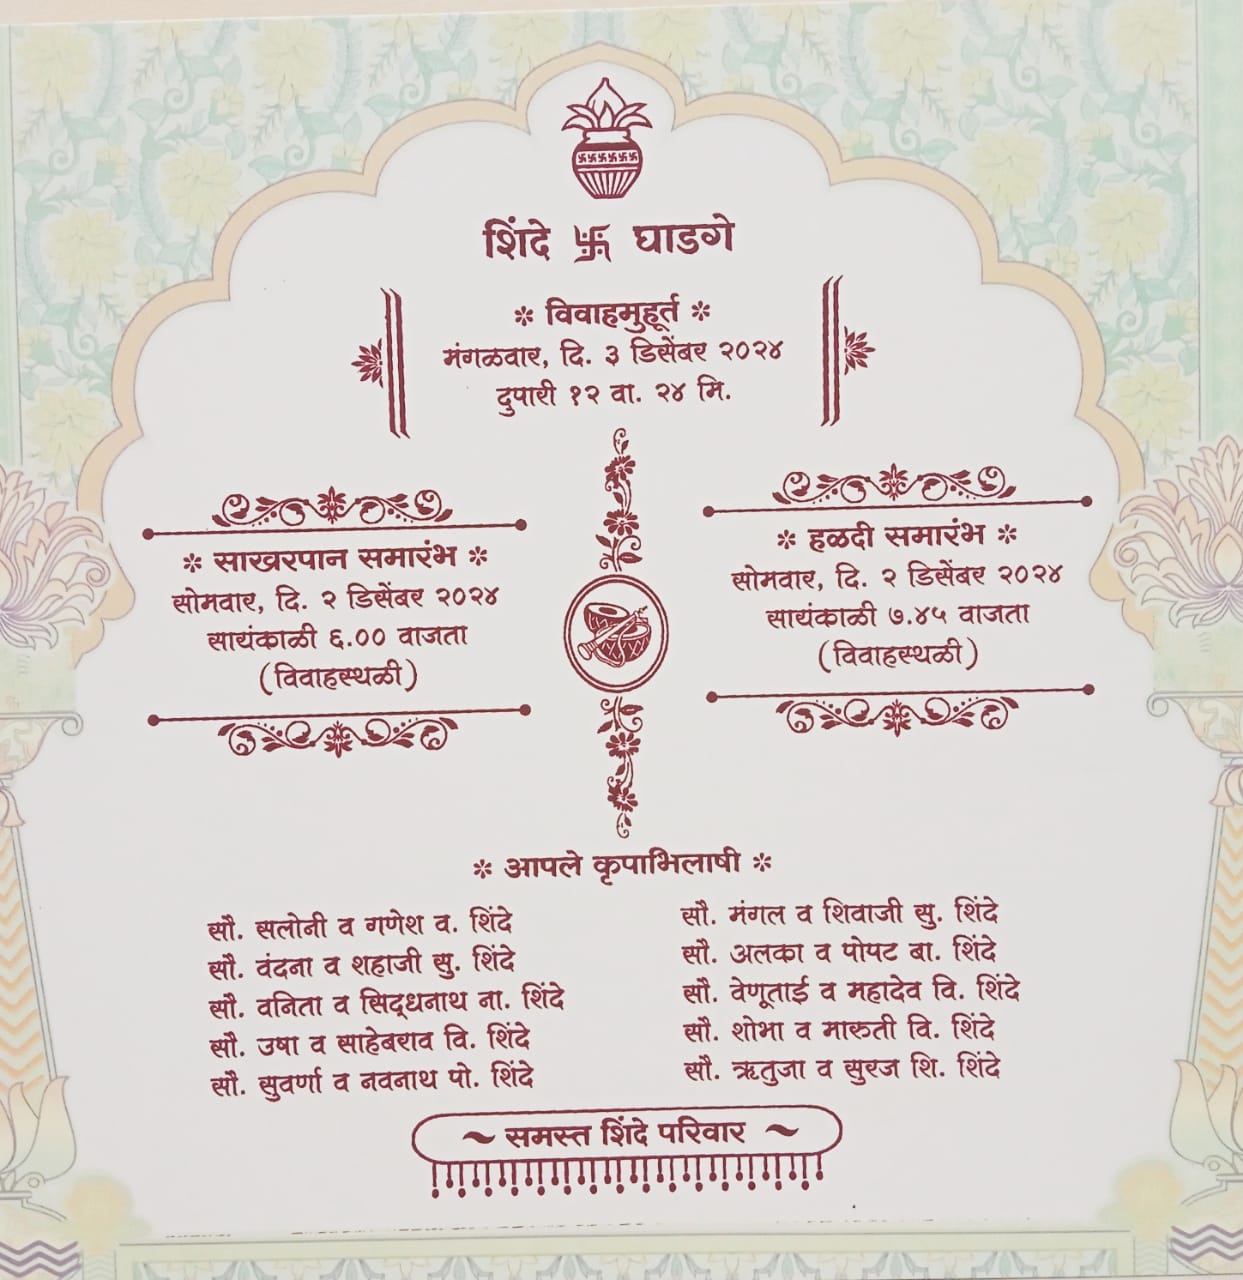 शिंदे 卐 घाडगे
* विवाहमुहूर्त *
मंगळवार, दि. ३ डिसेंबर २०२४
दुपारी १२ वा. २४ मि.
* साखरपान समारंभ *
सोमवार, दि. २ डिसेंबर २०२४
सायंकाळी ६.०० वाजता
(विवाहस्थळी)
* हळदी समारंभ *
सोमवार, दि. २ डिसेंबर २०२४
सायंकाळी ७.४५ वाजता
(विवाहस्थळी)
* आपले कृपाभिलाषी *
सौ. सलोनी व गणेश व. शिंदे
सौ. वंदना व शहाजी सु. शिंदे
सौ. वनिता व सिद्धनाथ ना. शिंदे
सौ. उषा व साहेबराव वि. शिंदे
सौ. सुवर्णा व नवनाथ पो. शिंदे
सौ. मंगल व शिवाजी सु. शिंदे
सौ. अलका व पोपट बा. शिंदे
सौ. वेणूताई व महादेव वि. शिंदे
सौ. शोभा व मारुती वि. शिंदे
सौ. ऋतुजा व सुरज शि. शिंदे
~ समस्त शिंदे परिवार ~